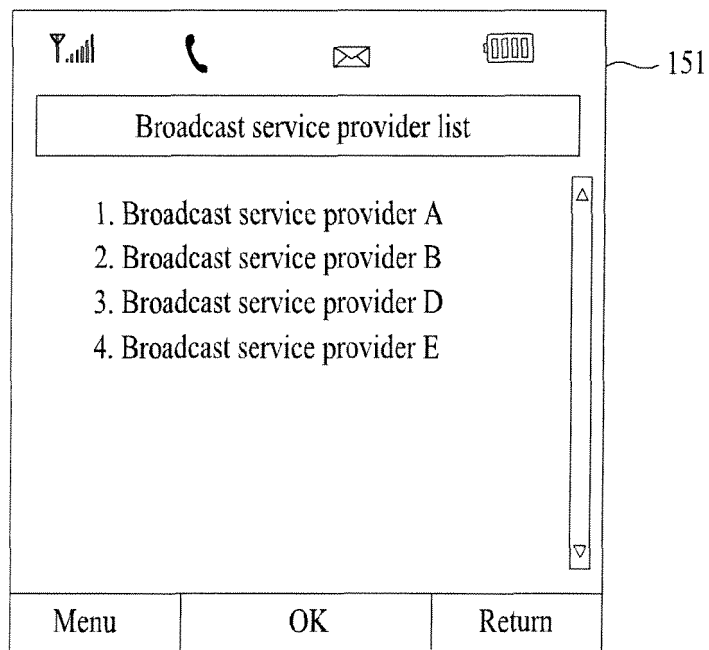 151
Broadcast service provider list
1. Broadcast service provider A
2. Broadcast service provider B
3. Broadcast service provider D
4. Broadcast service provider E
Menu OK Return